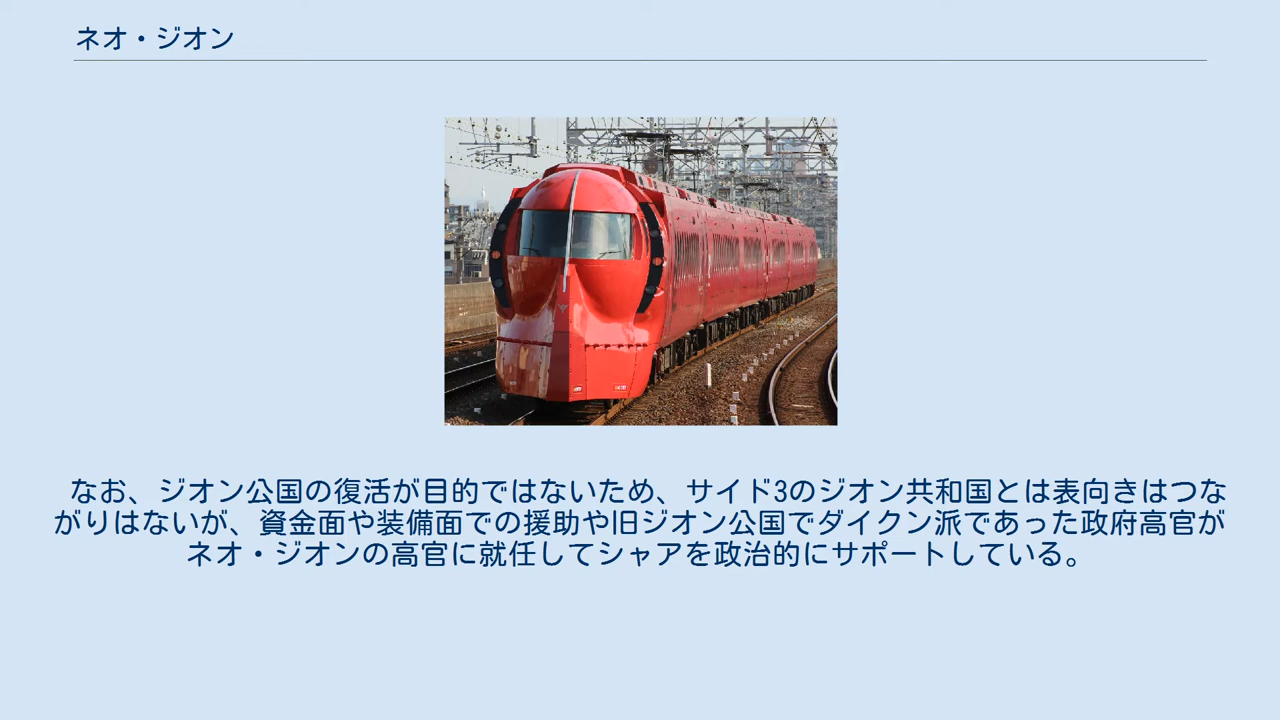 ネオ・ジオン
なお、ジオン公国の復活が目的ではないため、サイド3のジオン共和国とは表向きはつな
がりはないが、資金面や装備面での援助や旧ジオン公国でダイクン派であった政府高官が
ネオ・ジオンの高官に就任してシャアを政治的にサポートしている。